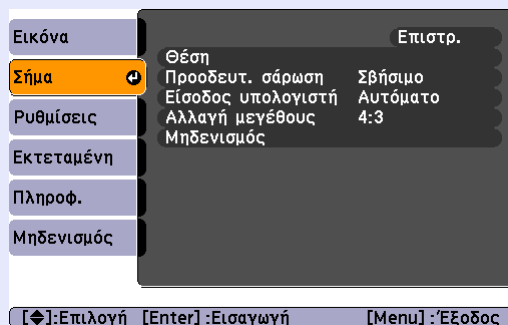 Εικόνα
Σήμα
Ρυθμίσεις
Εκτεταμένη
Πληροφ.
Μηδενισμός
Επιστρ.
Θέση
Προοδευτ. σάρωση Σβήσιμο
Είσοδος υπολογιστή Αυτόματο
Αλλαγή μεγέθους 4:3
Μηδενισμός
[◆]:Επιλογή [Enter] :Εισαγωγή [Menu] :Έξοδος